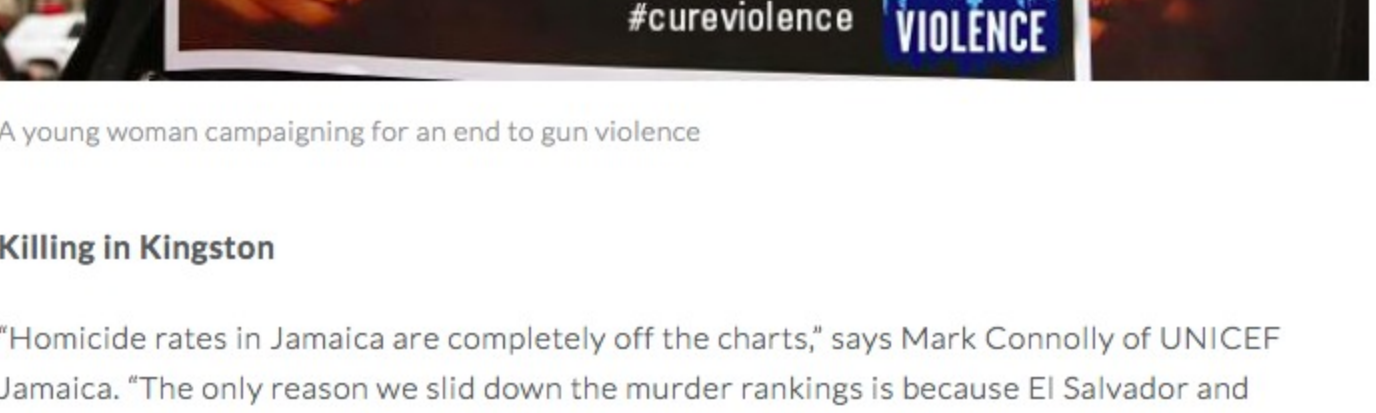 #cureviolence
VIOLENCE
A young woman campaigning for an end to gun violence
Killing in Kingston
“Homicide rates in Jamaica are completely off the charts,” says Mark Connolly of UNICEF
Jamaica. “The only reason we slid down the murder rankings is because El Salvador and